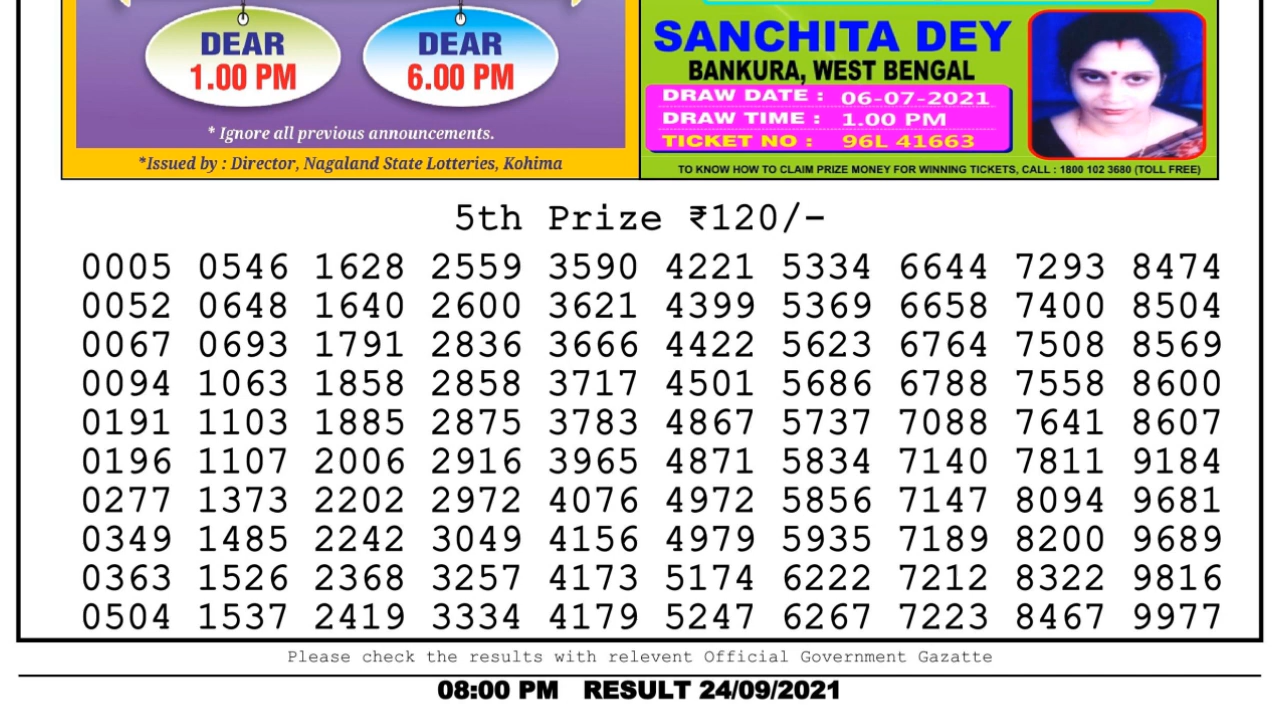 DEAR
1.00 PM
DEAR
6.00 PM
* Ignore all previous announcements.
*Issued by : Director, Nagaland State Lotteries, Kohima
SANCHITA DEY
BANKURA, WEST BENGAL
DRAW DATE : 06-07-2021
DRAW TIME : 1.00 PM
TICKET NO : 96L 41663
TO KNOW HOW TO CLAIM PRIZE MONEY FOR WINNING TICKETS, CALL : 1800 102 3680 (TOLL FREE)
5th Prize ₹120/-
0005 0546 1628 2559 3590 4221 5334 6644 7293 8474
0052 0648 1640 2600 3621 4399 5369 6658 7400 8504
0067 0693 1791 2836 3666 4422 5623 6764 7508 8569
0094 1063 1858 2858 3717 4501 5686 6788 7558 8600
0191 1103 1885 2875 3783 4867 5737 7088 7641 8607
0196 1107 2006 2916 3965 4871 5834 7140 7811 9184
0277 1373 2202 2972 4076 4972 5856 7147 8094 9681
0349 1485 2242 3049 4156 4979 5935 7189 8200 9689
0363 1526 2368 3257 4173 5174 6222 7212 8322 9816
0504 1537 2419 3334 4179 5247 6267 7223 8467 9977
Please check the results with relevent Official Government Gazatte
08:00 PM RESULT 24/09/2021